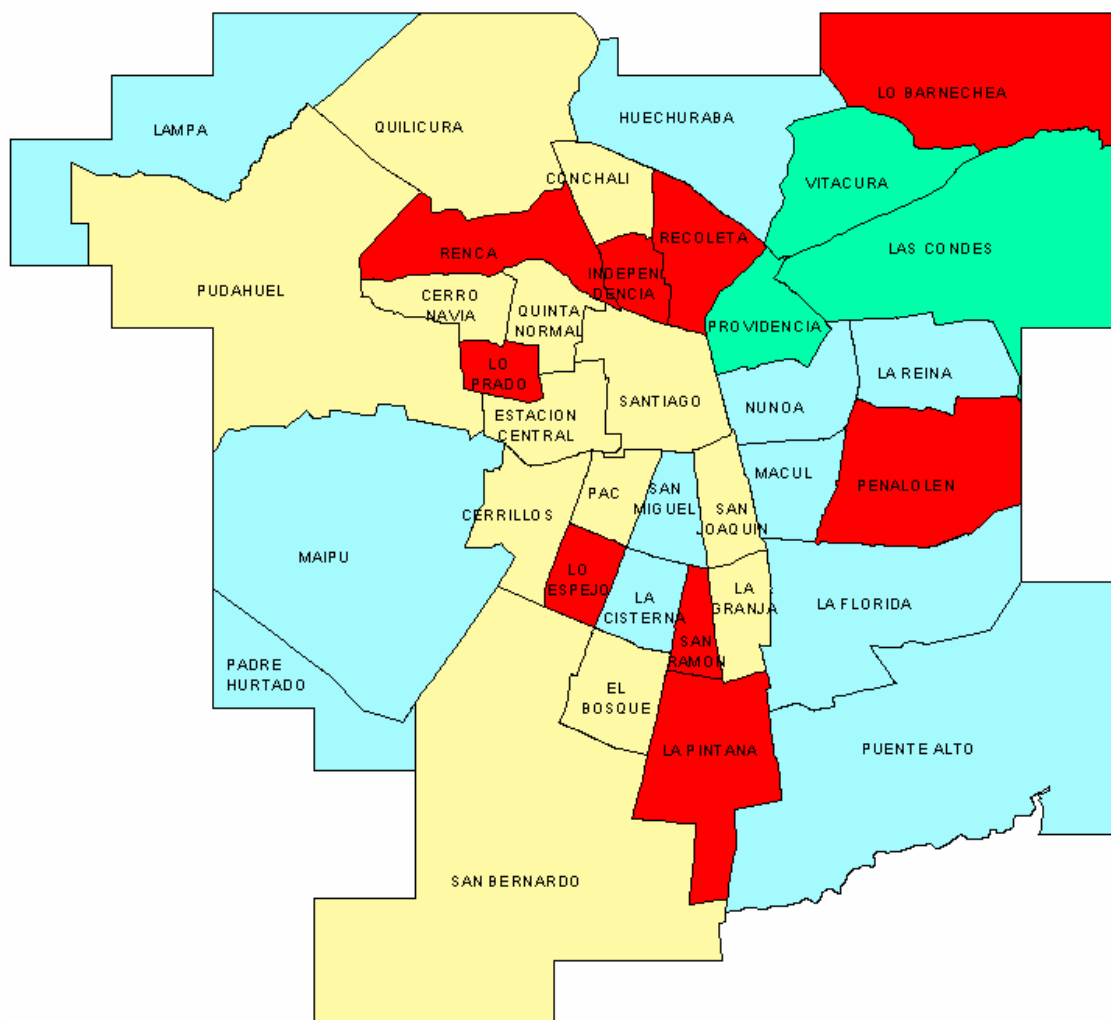 LO BARNECHEA
HUECHURABA
QUILICURA
LAMPA
CONCHALI
VITACURA
RECOLETA
LAS CONDES
RENCA
INDEPEN
DENCIA
PUDAHUEL
CERRO
NAVIA
QUINTA
NORMAL
PROVIDENCIA
LO
PRADO
LA REINA
SANTIAGO
NUNOA
ESTACION
CENTRAL
MACUL
PENALOLEN
PAC
SAN
MIGUEL
CERRILLOS
SAN
JOAQUIN
MAIPU
LO
ESPEJO
LA
CISTERNA
LA
GRANJA
LA FLORIDA
SAN
RAMON
PADRE
HURTADO
EL
BOSQUE
LA PINTANA
PUENTE ALTO
SAN BERNARDO